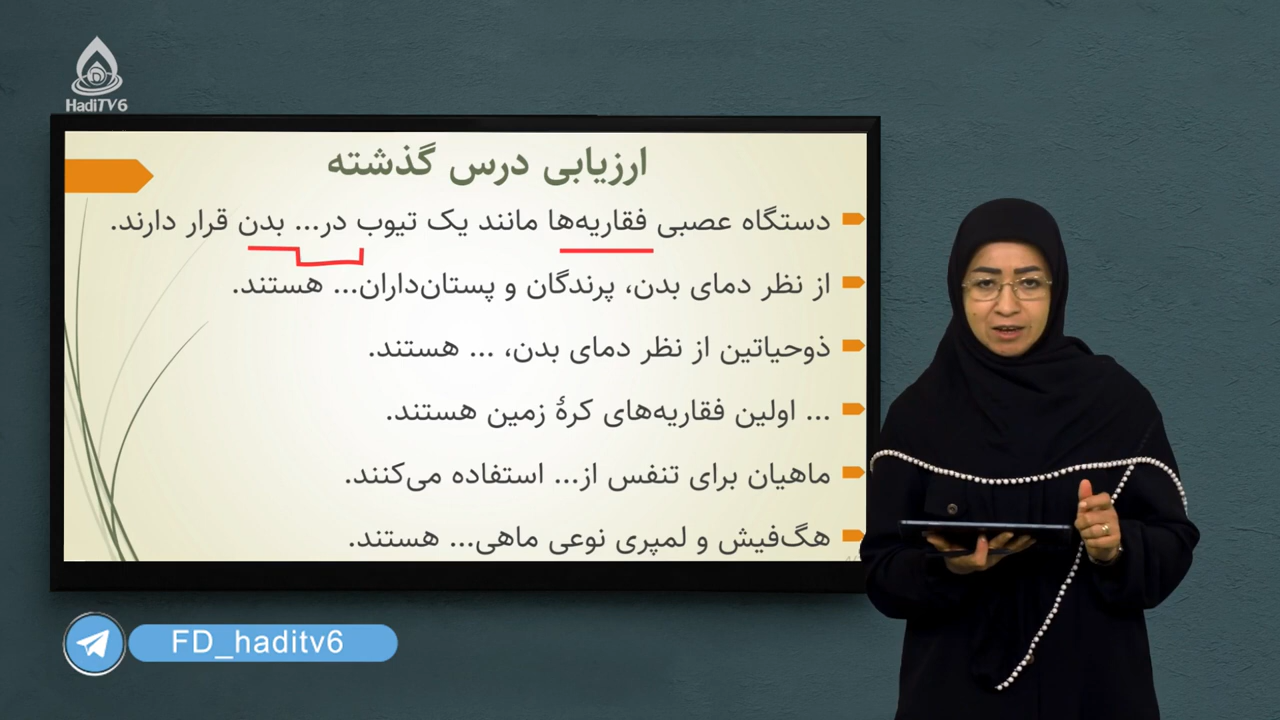 HadiTV6
ارزیابی درس گذشته
دستگاه عصبی فقاریه‌ها مانند یک تیوب در... بدن قرار دارند.
از نظر دمای بدن، پرندگان و پستان‌داران... هستند.
ذوحیاتین از نظر دمای بدن، ... هستند.
... اولین فقاریه‌های کرهٔ زمین هستند.
ماهیان برای تنفس از... استفاده می‌کنند.
هگ‌فیش و لمپری نوعی ماهی... هستند.
FD_haditv6